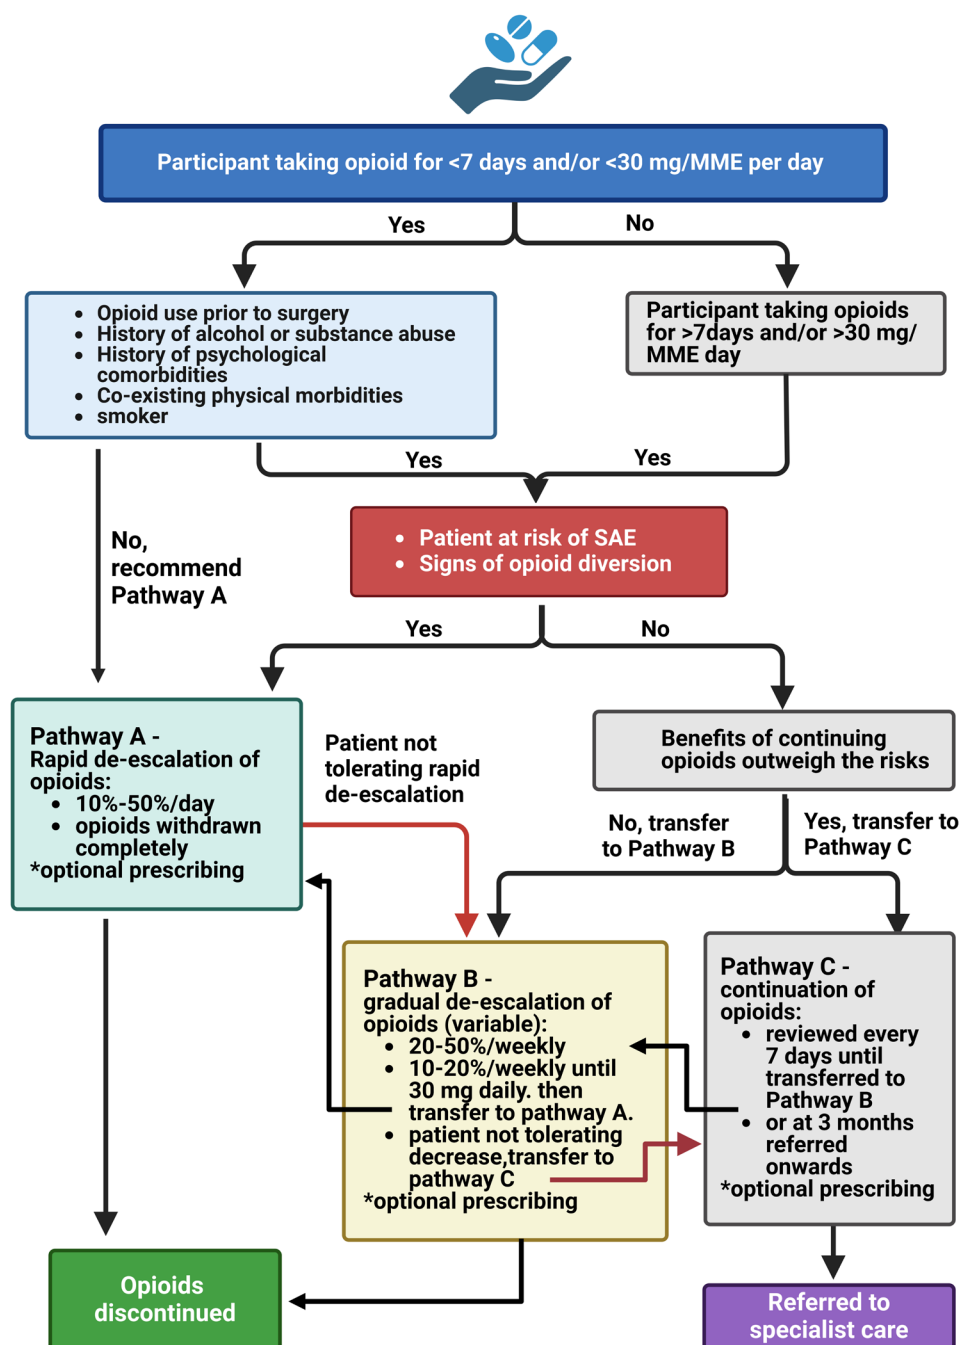 Participant taking opioid for <7 days and/or <30 mg/MME per day
Yes
No
• Opioid use prior to surgery
• History of alcohol or substance abuse
• History of psychological
comorbidities
• Co-existing physical morbidities
• smoker
Participant taking opioids
for >7days and/or >30 mg/
MME day
Yes
Yes
No,
recommend
Pathway A
• Patient at risk of SAE
• Signs of opioid diversion
Yes
No
Pathway A -
Rapid de-escalation of
opioids:
• 10%-50%/day
• opioids withdrawn
completely
*optional prescribing
Patient not
tolerating rapid
de-escalation
Benefits of continuing
opioids outweigh the risks
No, transfer
to Pathway B
Yes, transfer to
Pathway C
Pathway B -
gradual de-escalation of
opioids (variable):
• 20-50%/weekly
• 10-20%/weekly until
30 mg daily. then
transfer to pathway A.
• patient not tolerating
decrease,transfer to
pathway C
*optional prescribing
Pathway C -
continuation of
opioids:
• reviewed every
7 days until
transferred to
Pathway B
• or at 3 months
referred
onwards
*optional prescribing
Opioids
discontinued
Referred to
specialist care